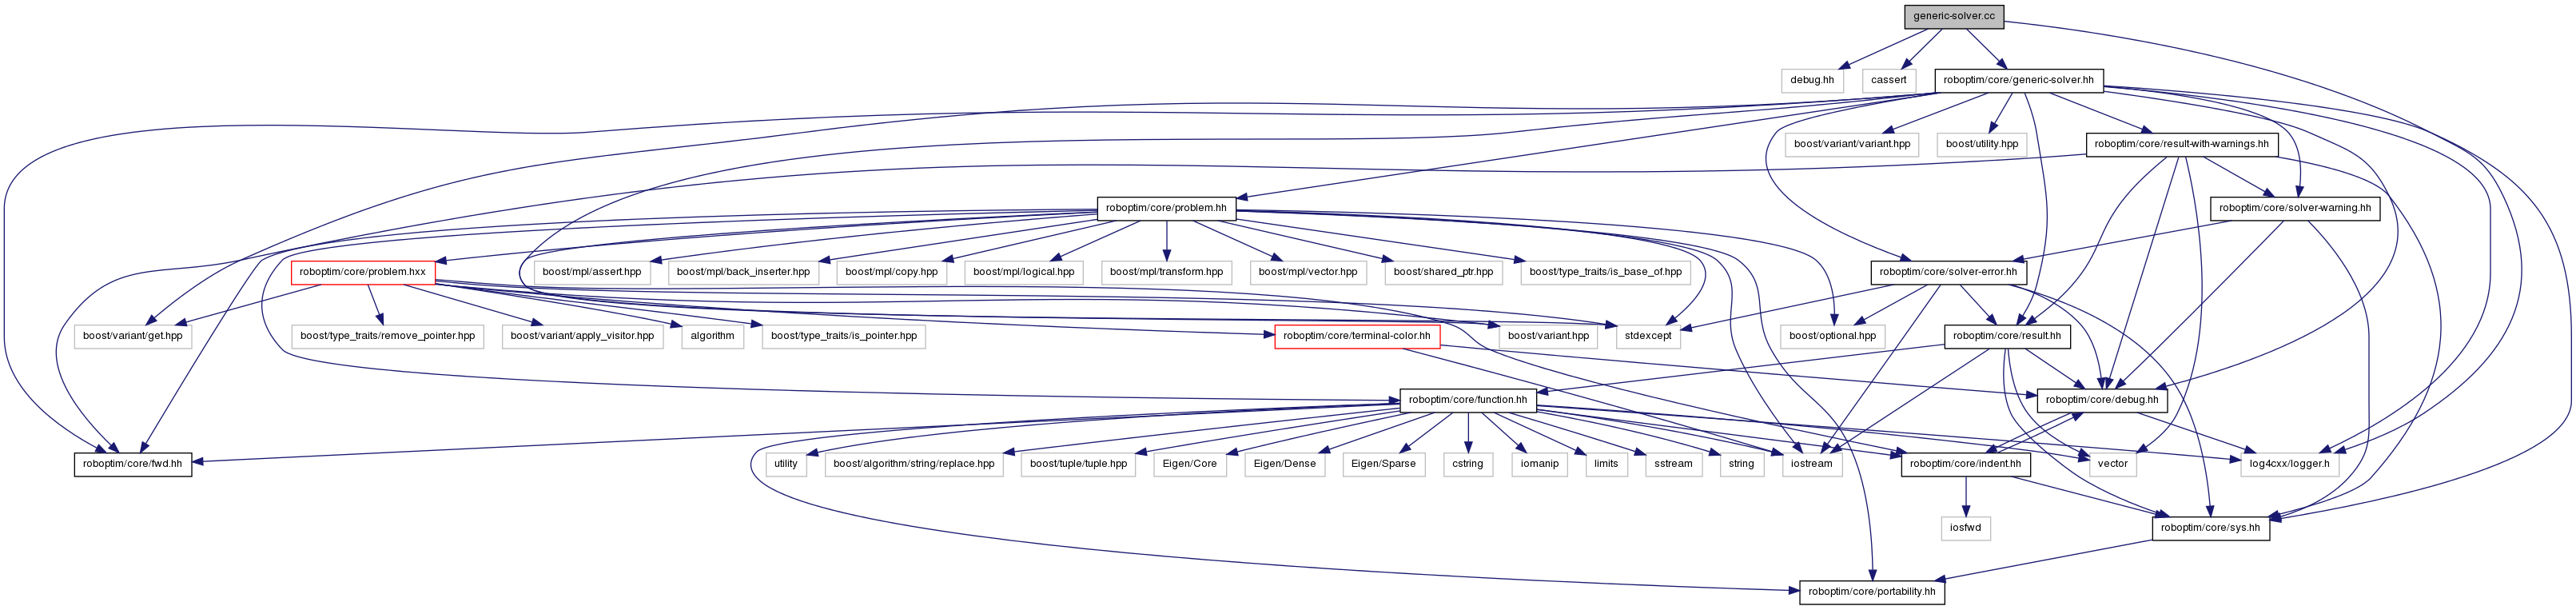 generic-solver.cc
debug.hh
cassert
roboptim/core/generic-solver.hh
boost/variant/variant.hpp
boost/utility.hpp
roboptim/core/result-with-warnings.hh
roboptim/core/problem.hh
roboptim/core/solver-warning.hh
roboptim/core/problem.hxx
boost/mpl/assert.hpp
boost/mpl/back_inserter.hpp
boost/mpl/copy.hpp
boost/mpl/logical.hpp
boost/mpl/transform.hpp
boost/mpl/vector.hpp
boost/shared_ptr.hpp
boost/type_traits/is_base_of.hpp
roboptim/core/solver-error.hh
boost/variant/get.hpp
boost/type_traits/remove_pointer.hpp
boost/variant/apply_visitor.hpp
algorithm
boost/type_traits/is_pointer.hpp
roboptim/core/terminal-color.hh
boost/variant.hpp
stdexcept
boost/optional.hpp
roboptim/core/result.hh
roboptim/core/function.hh
roboptim/core/debug.hh
roboptim/core/fwd.hh
utility
boost/algorithm/string/replace.hpp
boost/tuple/tuple.hpp
Eigen/Core
Eigen/Dense
Eigen/Sparse
cstring
iomanip
limits
sstream
string
iostream
roboptim/core/indent.hh
vector
log4cxx/logger.h
iosfwd
roboptim/core/sys.hh
roboptim/core/portability.hh